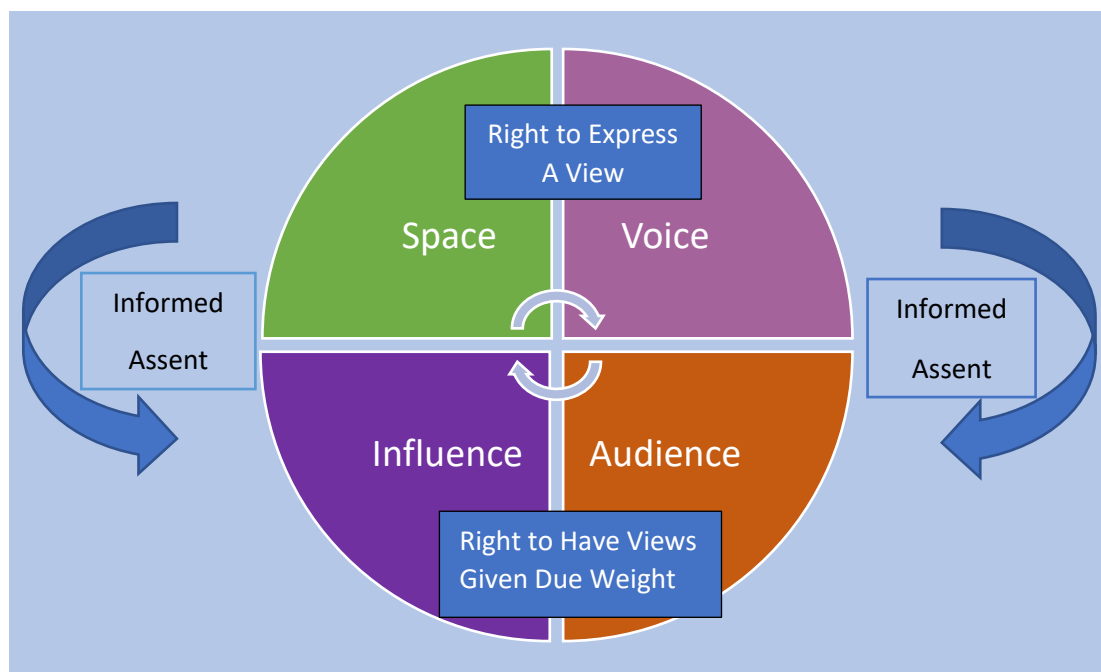 Right to Express
A View
Space
Voice
Informed
Assent
Informed
Assent
Influence
Audience
Right to Have Views
Given Due Weight